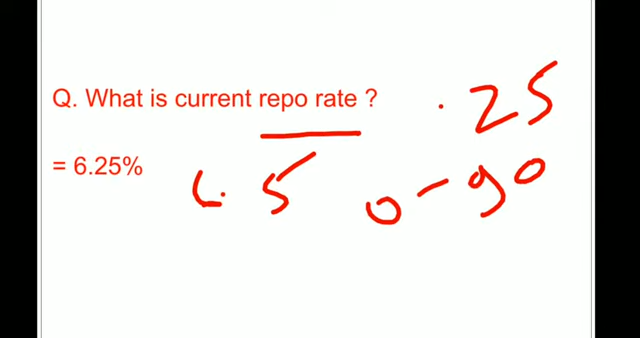 Q. What is current repo rate ?
.25
= 6.25%
6.5
0-90